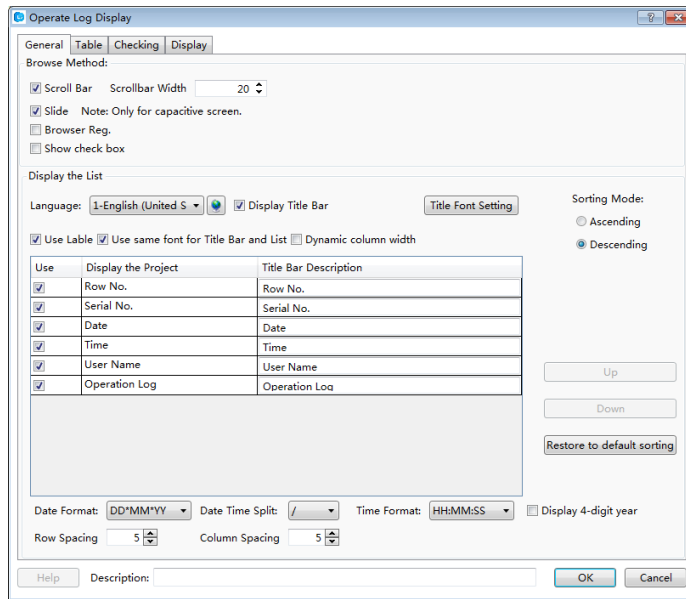 Operate Log Display
General Table Checking Display
Browse Method:
Scroll Bar Scrollbar Width 20
Slide Note: Only for capacitive screen.
Browser Reg.
Show check box
Display the List
Language: 1-English (United S Display Title Bar Title Font Setting Sorting Mode:
Ascending
Use Lable Use same font for Title Bar and List Dynamic column width Descending
Use Display the Project Title Bar Description
Row No. Row No.
Serial No. Serial No.
Date Date
Time Time
User Name User Name
Operation Log Operation Log
Up
Down
Restore to default sorting
Date Format: DD*MM*YY Date Time Split: / Time Format: HH:MM:SS Display 4-digit year
Row Spacing 5 Column Spacing 5
Help Description: OK Cancel